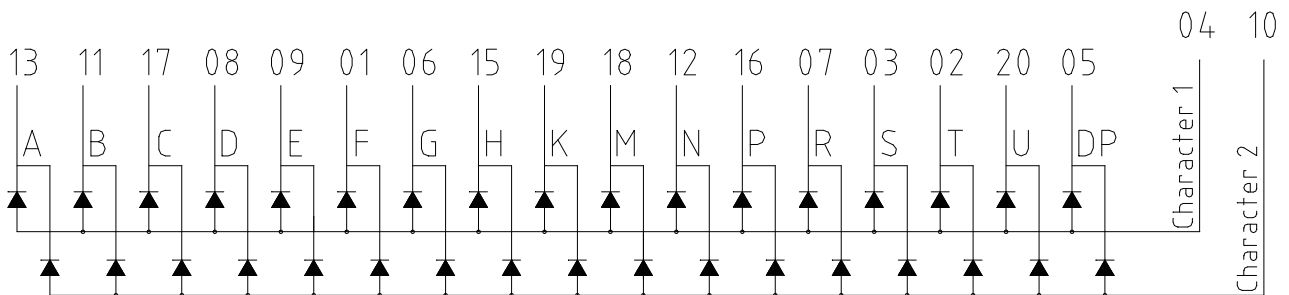 04 10
13 11 17 08 09 01 06 15 19 18 12 16 07 03 02 20 05
A B C D E F G H K M N P R S T U DP
Character 1
Character 2